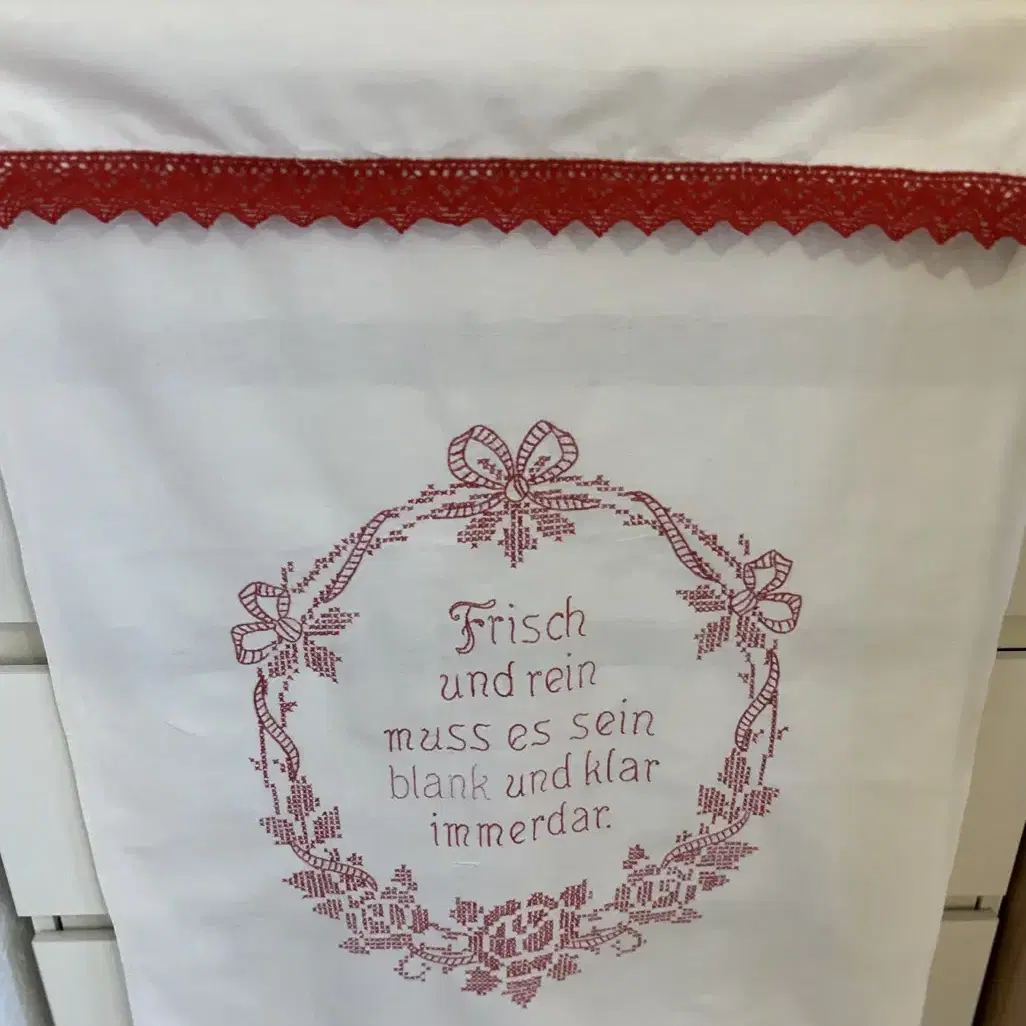 Frisch
und rein
muss es sein
blank und klar
immerdar.